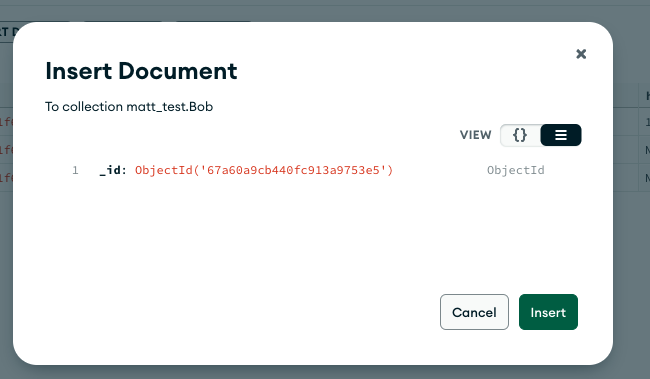 Insert Document
To collection matt_test.Bob
VIEW {}
1 _id: ObjectId('67a60a9cb440fc913a9753e5') ObjectId
Cancel Insert